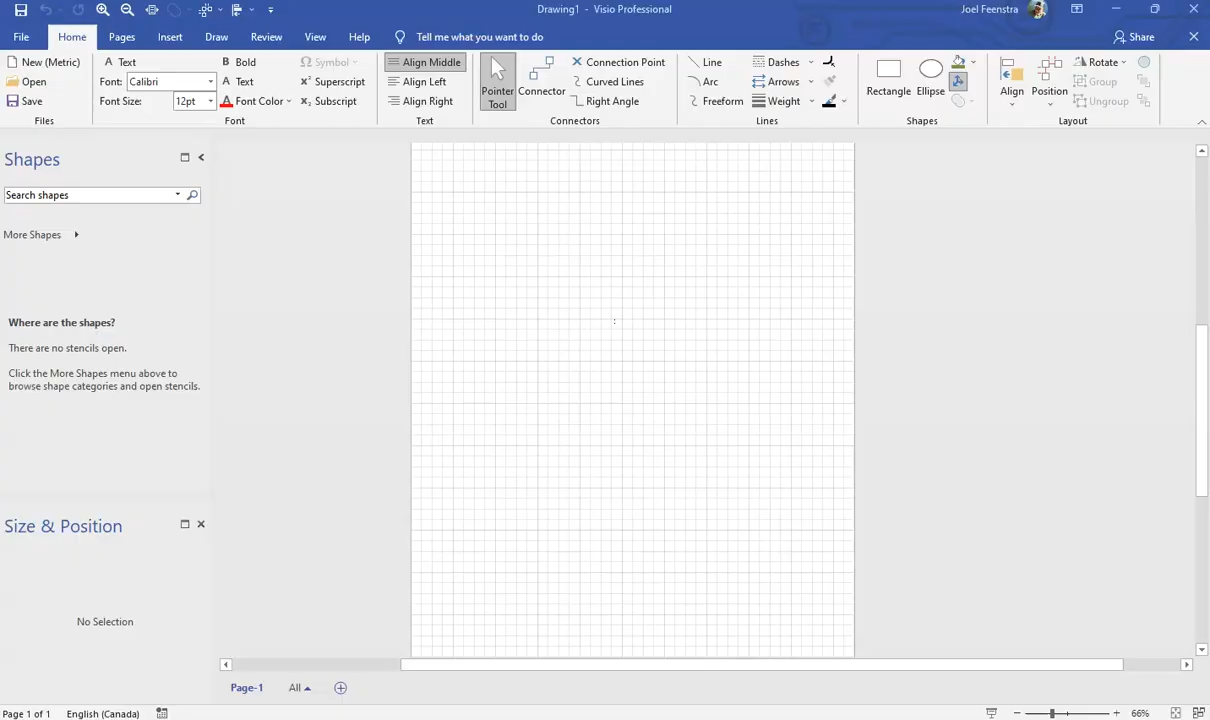 Drawing1 - Visio Professional
Joel Feenstra
File Home Pages Insert Draw Review View Help Tell me what you want to do Share
New (Metric)
Open
Save
Files
Text
Font: Calibri
Font Size: 12pt
Bold
Text
Font Color
Symbol
Superscript
Subscript
Font
Align Middle
Align Left
Align Right
Text
Pointer
Tool
Connector
Connection Point
Curved Lines
Right Angle
Connectors
Line
Arc
Freeform
Dashes
Arrows
Weight
Lines
Rectangle
Ellipse
Shapes
Align
Position
Rotate
Group
Ungroup
Layout
Shapes
Search shapes
More Shapes
Where are the shapes?
There are no stencils open.
Click the More Shapes menu above to
browse shape categories and open stencils.
Size & Position
No Selection
Page-1 All
Page 1 of 1 English (Canada)
66%